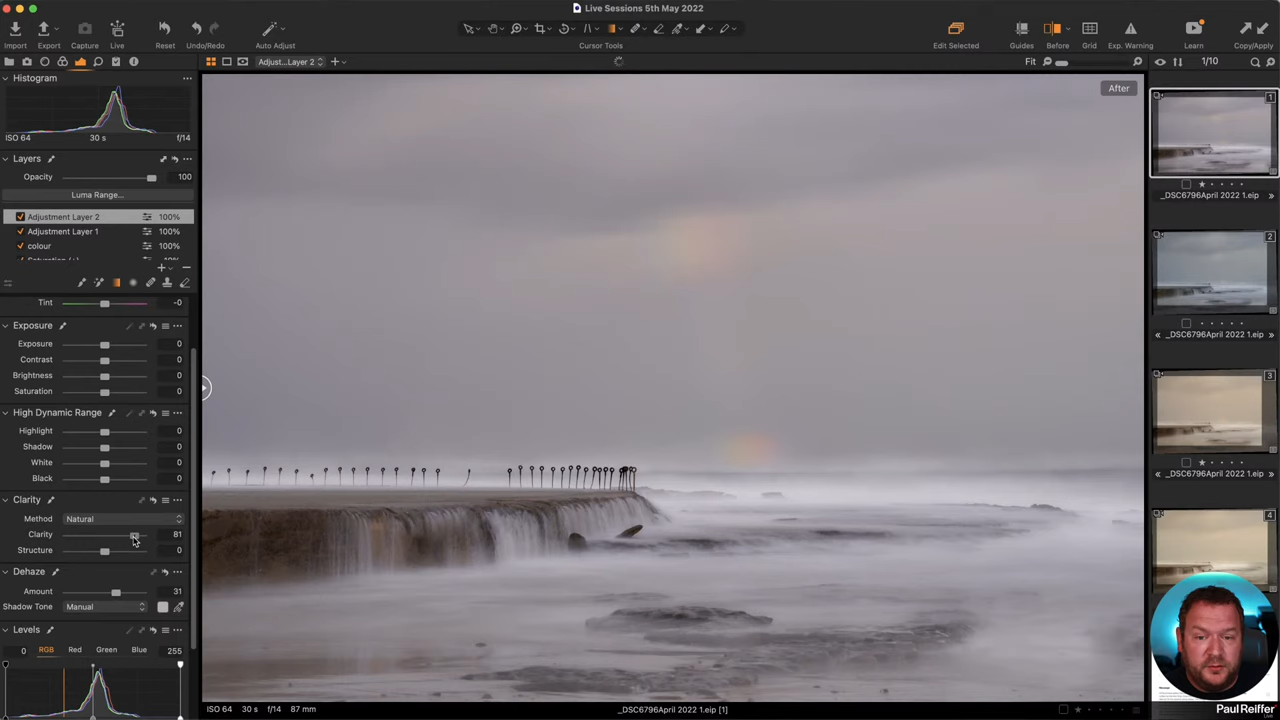 Live Sessions 5th May 2022
Import Export Capture Live Reset Undo/Redo Auto Adjust Cursor Tools Edit Selected Guides Before Grid Exp. Warning Learn Copy/Apply
Adjust...Layer 2 Fit 1/10
Histogram
After
1
ISO 64 30 s f/14
Layers
Opacity 100
Luma Range...
_DSC6796April 2022 1.eip
Adjustment Layer 2 100%
Adjustment Layer 1 100%
2
colour 100%
Tint -0
Exposure
_DSC6796April 2022 1.eip
Exposure 0
Contrast 0
Brightness 0
3
Saturation 0
High Dynamic Range
Highlight 0
Shadow 0
White 0
_DSC6796April 2022 1.eip
Black 0
Clarity
Method Natural
4
Clarity 81
Structure 0
Dehaze
Amount 31
Shadow Tone Manual
Levels
0 RGB Red Green Blue 255
ISO 64 30 s f/14 87 mm _DSC6796April 2022 1.eip [1]
Paul Reiffer Live